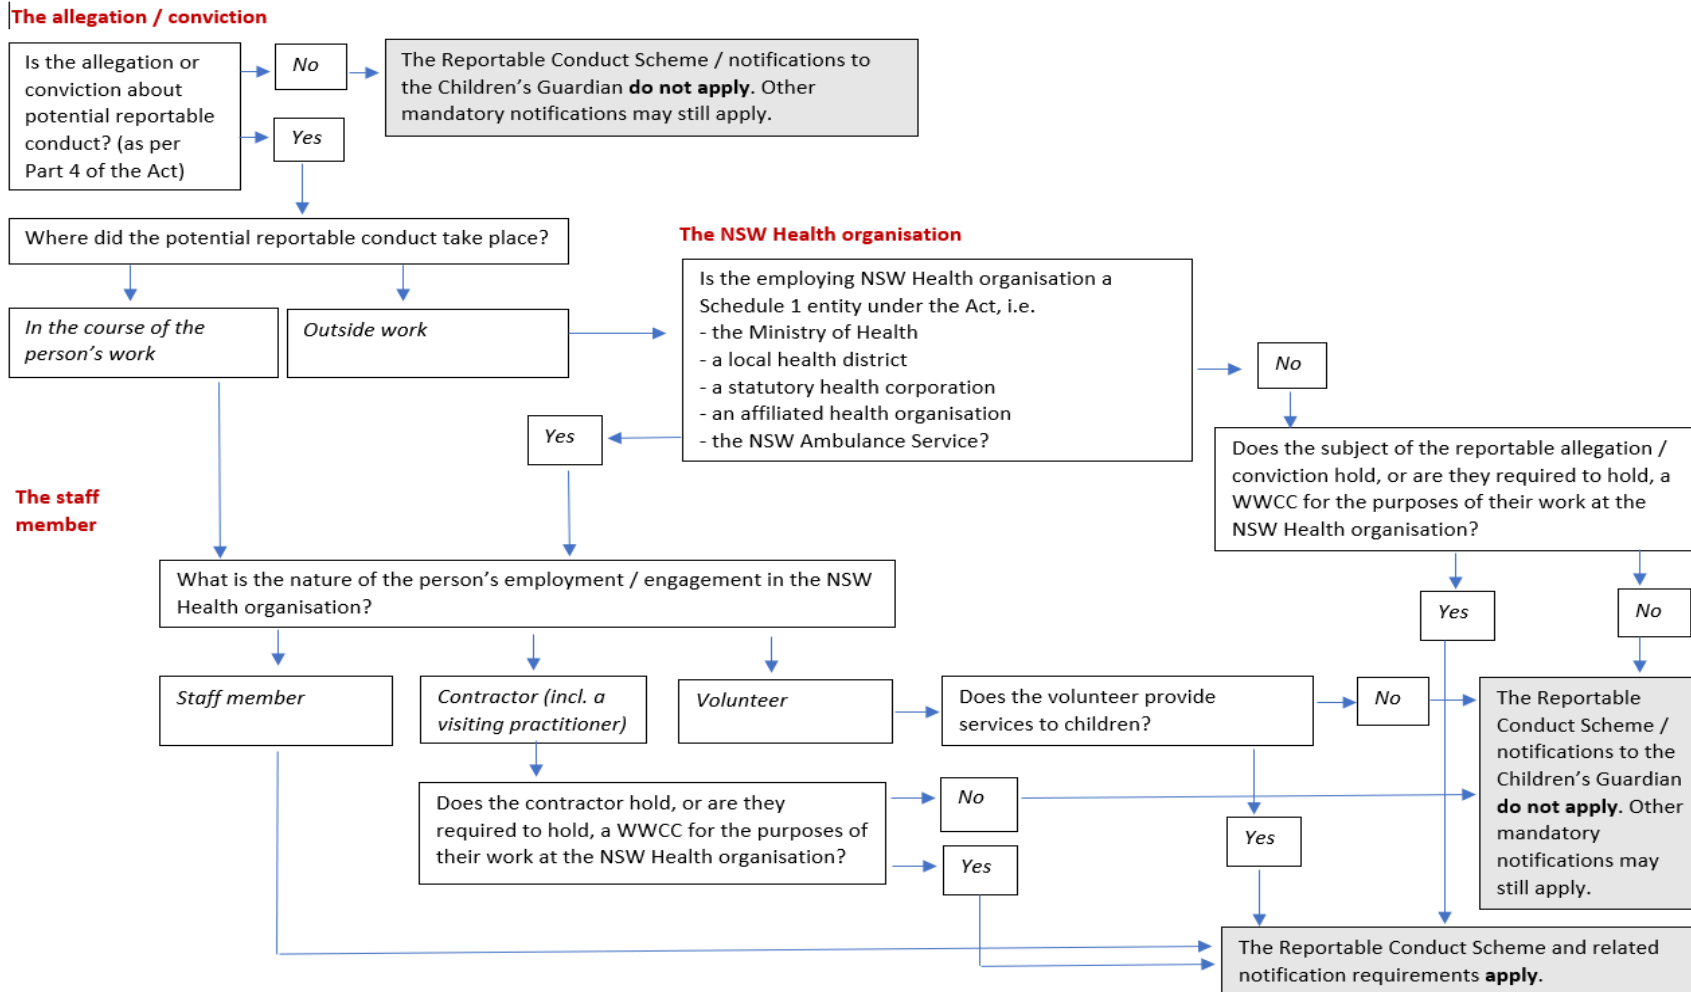 The allegation / conviction
Is the allegation or
conviction about
potential reportable
conduct? (as per
Part 4 of the Act)
No
Yes
The Reportable Conduct Scheme / notifications to
the Children’s Guardian do not apply. Other
mandatory notifications may still apply.
Where did the potential reportable conduct take place?
In the course of the
person’s work
Outside work
The NSW Health organisation
Is the employing NSW Health organisation a
Schedule 1 entity under the Act, i.e.
- the Ministry of Health
- a local health district
- a statutory health corporation
- an affiliated health organisation
- the NSW Ambulance Service?
Yes
No
Does the subject of the reportable allegation /
conviction hold, or are they required to hold, a
WWCC for the purposes of their work at the
NSW Health organisation?
Yes
No
The staff
member
What is the nature of the person’s employment / engagement in the NSW
Health organisation?
Staff member
Contractor (incl. a
visiting practitioner)
Volunteer
Does the volunteer provide
services to children?
No
Yes
Does the contractor hold, or are they
required to hold, a WWCC for the purposes of
their work at the NSW Health organisation?
No
Yes
The Reportable
Conduct Scheme /
notifications to the
Children’s Guardian
do not apply. Other
mandatory
notifications may
still apply.
The Reportable Conduct Scheme and related
notification requirements apply.